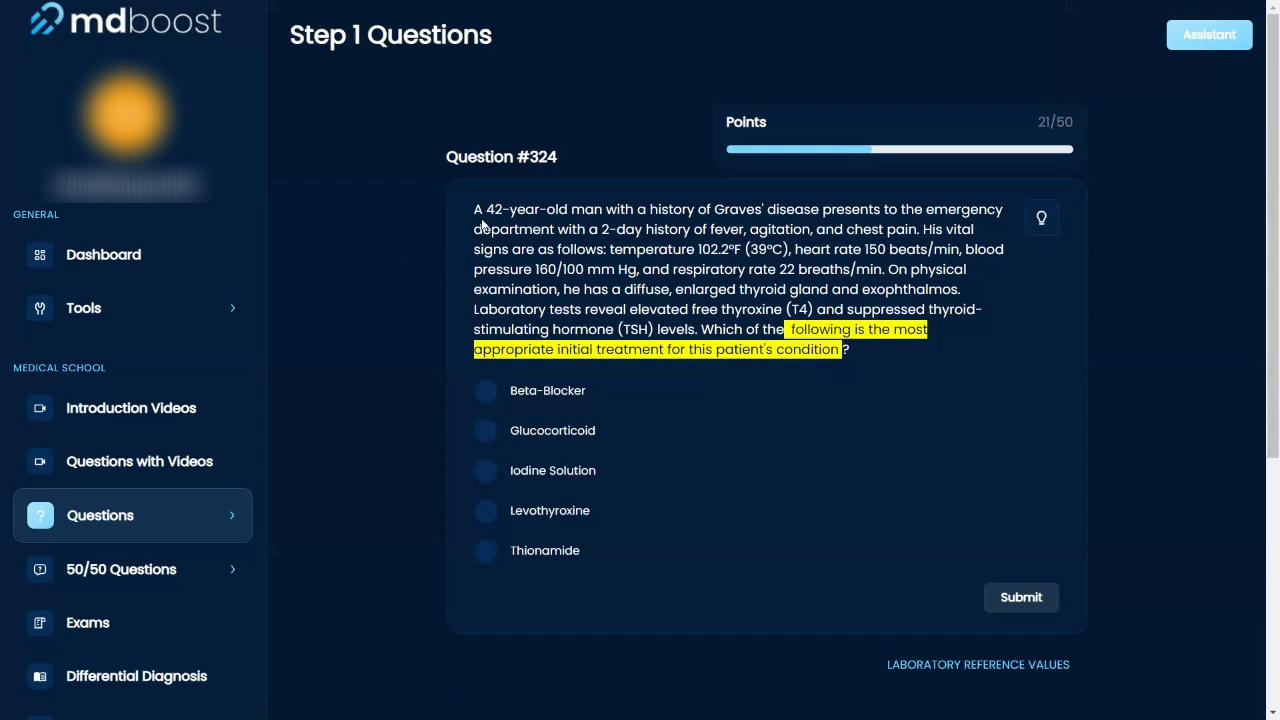 mdboost
Step 1 Questions
Assistant
Points
21/50
Question #324
GENERAL
Dashboard
Tools
MEDICAL SCHOOL
Introduction Videos
Questions with Videos
Questions
50/50 Questions
Exams
Differential Diagnosis
A 42-year-old man with a history of Graves' disease presents to the emergency
department with a 2-day history of fever, agitation, and chest pain. His vital
signs are as follows: temperature 102.2°F (39°C), heart rate 150 beats/min, blood
pressure 160/100 mm Hg, and respiratory rate 22 breaths/min. On physical
examination, he has a diffuse, enlarged thyroid gland and exophthalmos.
Laboratory tests reveal elevated free thyroxine (T4) and suppressed thyroid-
stimulating hormone (TSH) levels. Which of the following is the most
appropriate initial treatment for this patient's condition ?
Beta-Blocker
Glucocorticoid
Iodine Solution
Levothyroxine
Thionamide
Submit
LABORATORY REFERENCE VALUES